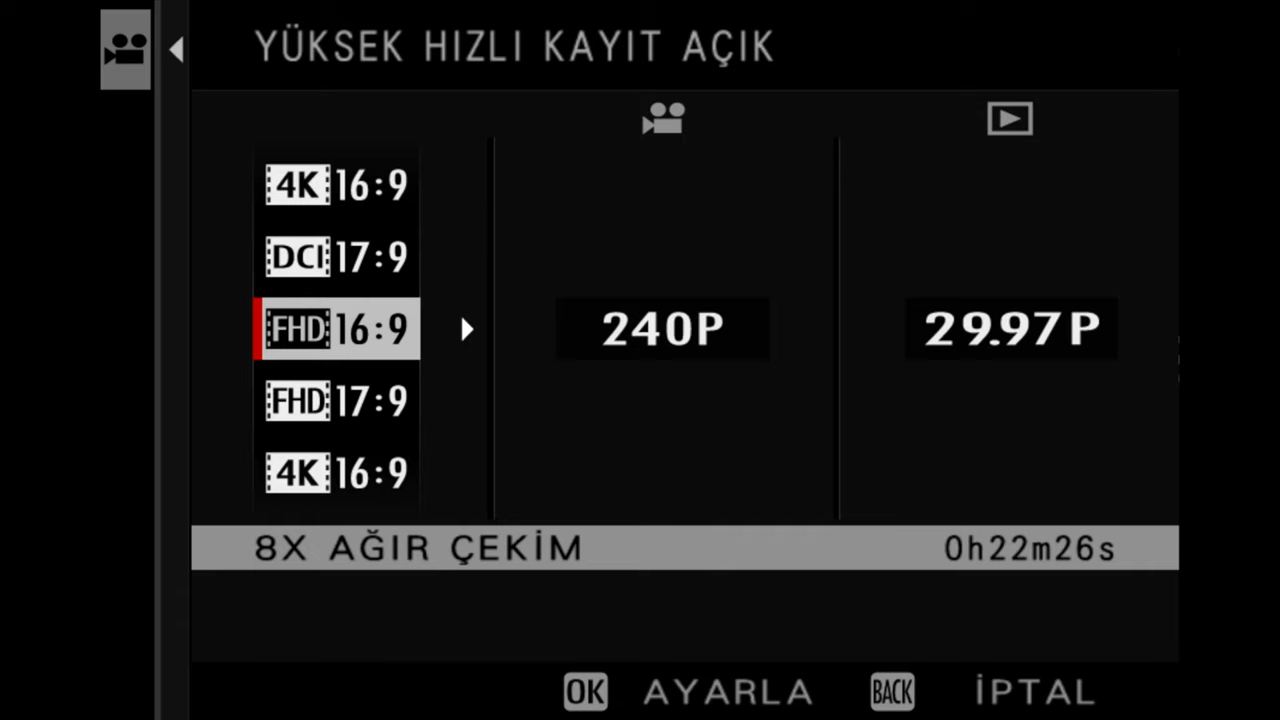 YÜKSEK HIZLI KAYIT AÇIK
4K 16:9
DCI 17:9
FHD 16:9 240P 29.97P
FHD 17:9
4K 16:9
8X AĞIR ÇEKİM 0h22m26s
OK AYARLA BACK İPTAL